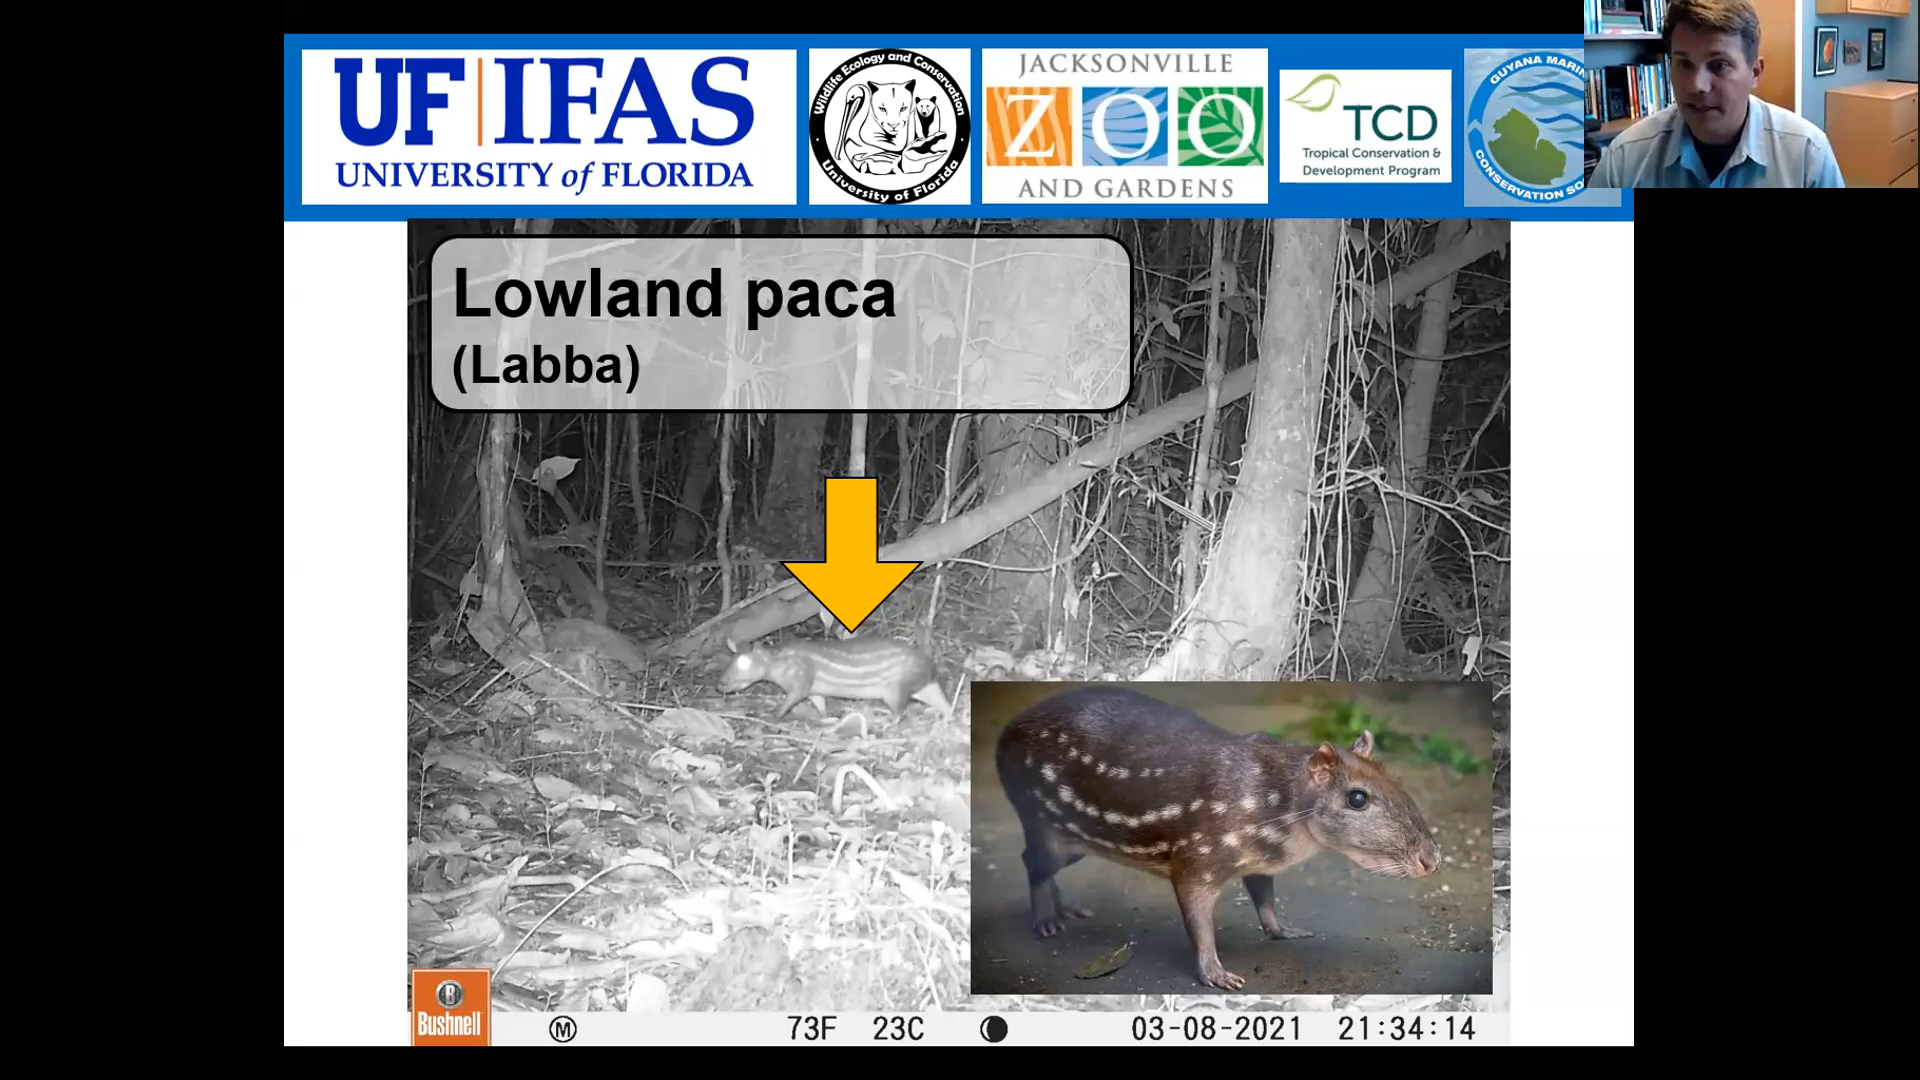 UF|IFAS
UNIVERSITY of FLORIDA
Wildlife Ecology and Conservation
University of Florida
JACKSONVILLE
ZOO
AND GARDENS
TCD
Tropical Conservation &
Development Program
GUYANA MARIN
CONSERVATION SO
Lowland paca
(Labba)
B
Bushnell
M
73F 23C
03-08-2021 21:34:14